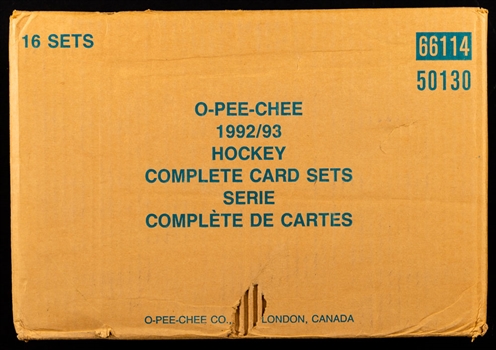 16 SETS
66114
50130
O-PEE-CHEE
1992/93
HOCKEY
COMPLETE CARD SETS
SERIE
COMPLÈTE DE CARTES
O-PEE-CHEE CO., LONDON, CANADA